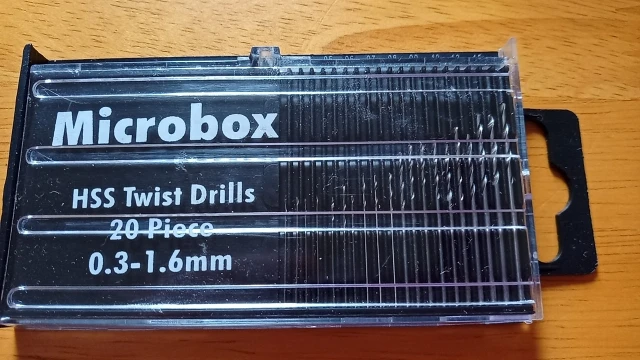 Microbox
HSS Twist Drills
20 Piece
0.3-1.6mm